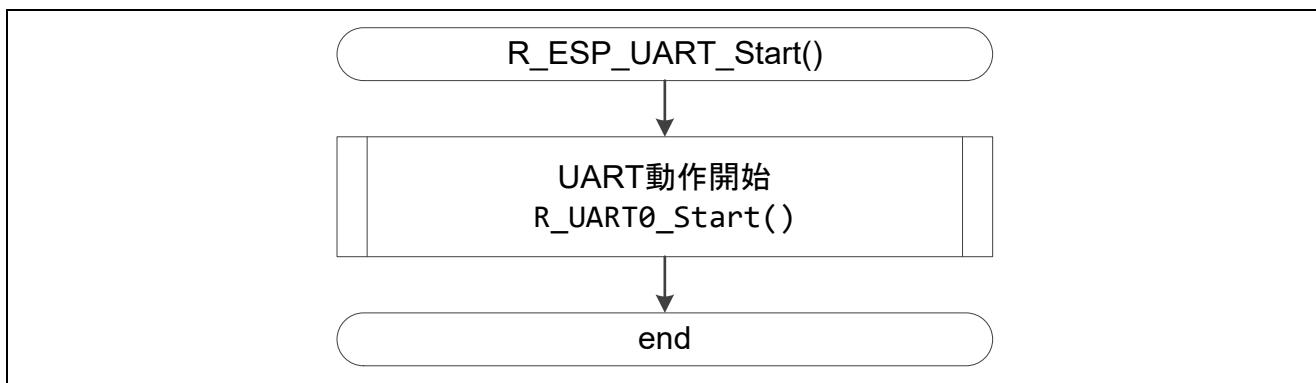 R_ESP_UART_Start()
UART動作開始
R_UART0_Start()
end